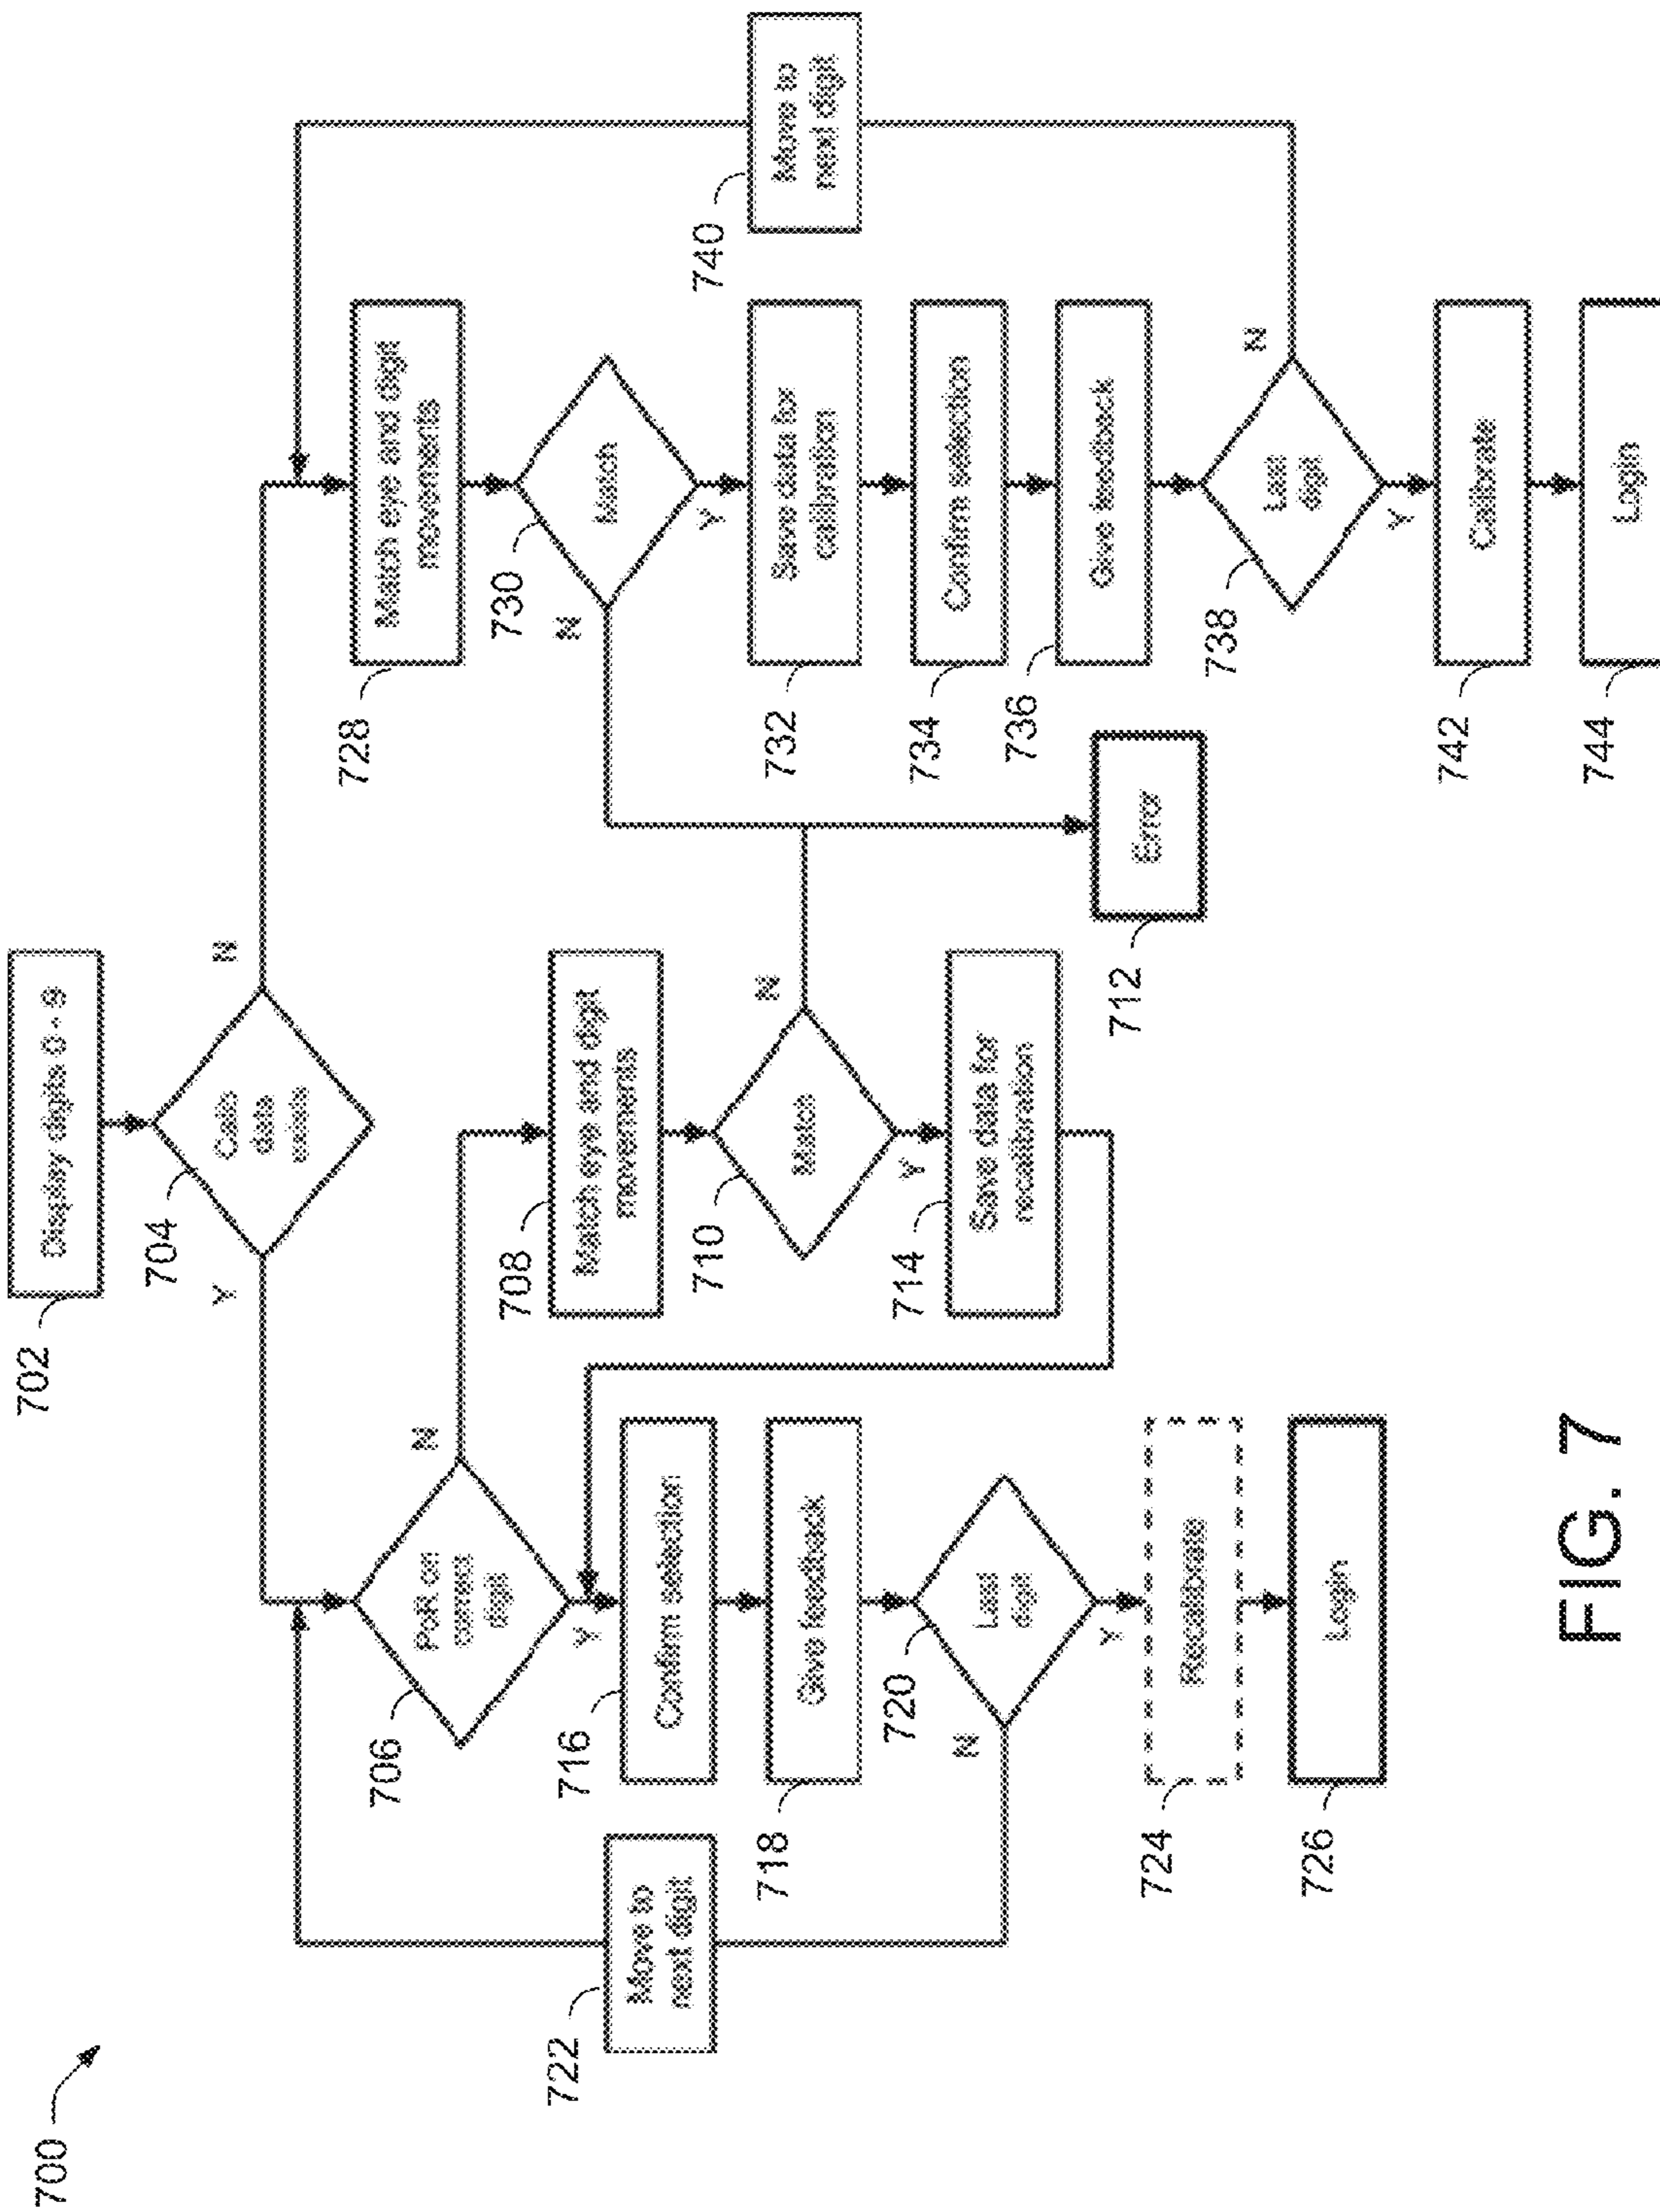 700
702
Display digits 0 - 9
704
Calib
data
exists
Y
N
706
PoR on
correct
digit
N
Y
708
Match eye and digit
movements
710
Match
N
Y
712
Error
714
Save data for
recalibration
716
Confirm selection
718
Give feedback
720
Last
digit
N
Y
722
Move to
next digit
724
Recalibrate
726
Login
728
Match eye and digit
movements
730
Match
N
Y
732
Save data for
calibration
734
Confirm selection
736
Give feedback
738
Last
digit
N
Y
740
Move to
next digit
742
Calibrate
744
Login
FIG. 7